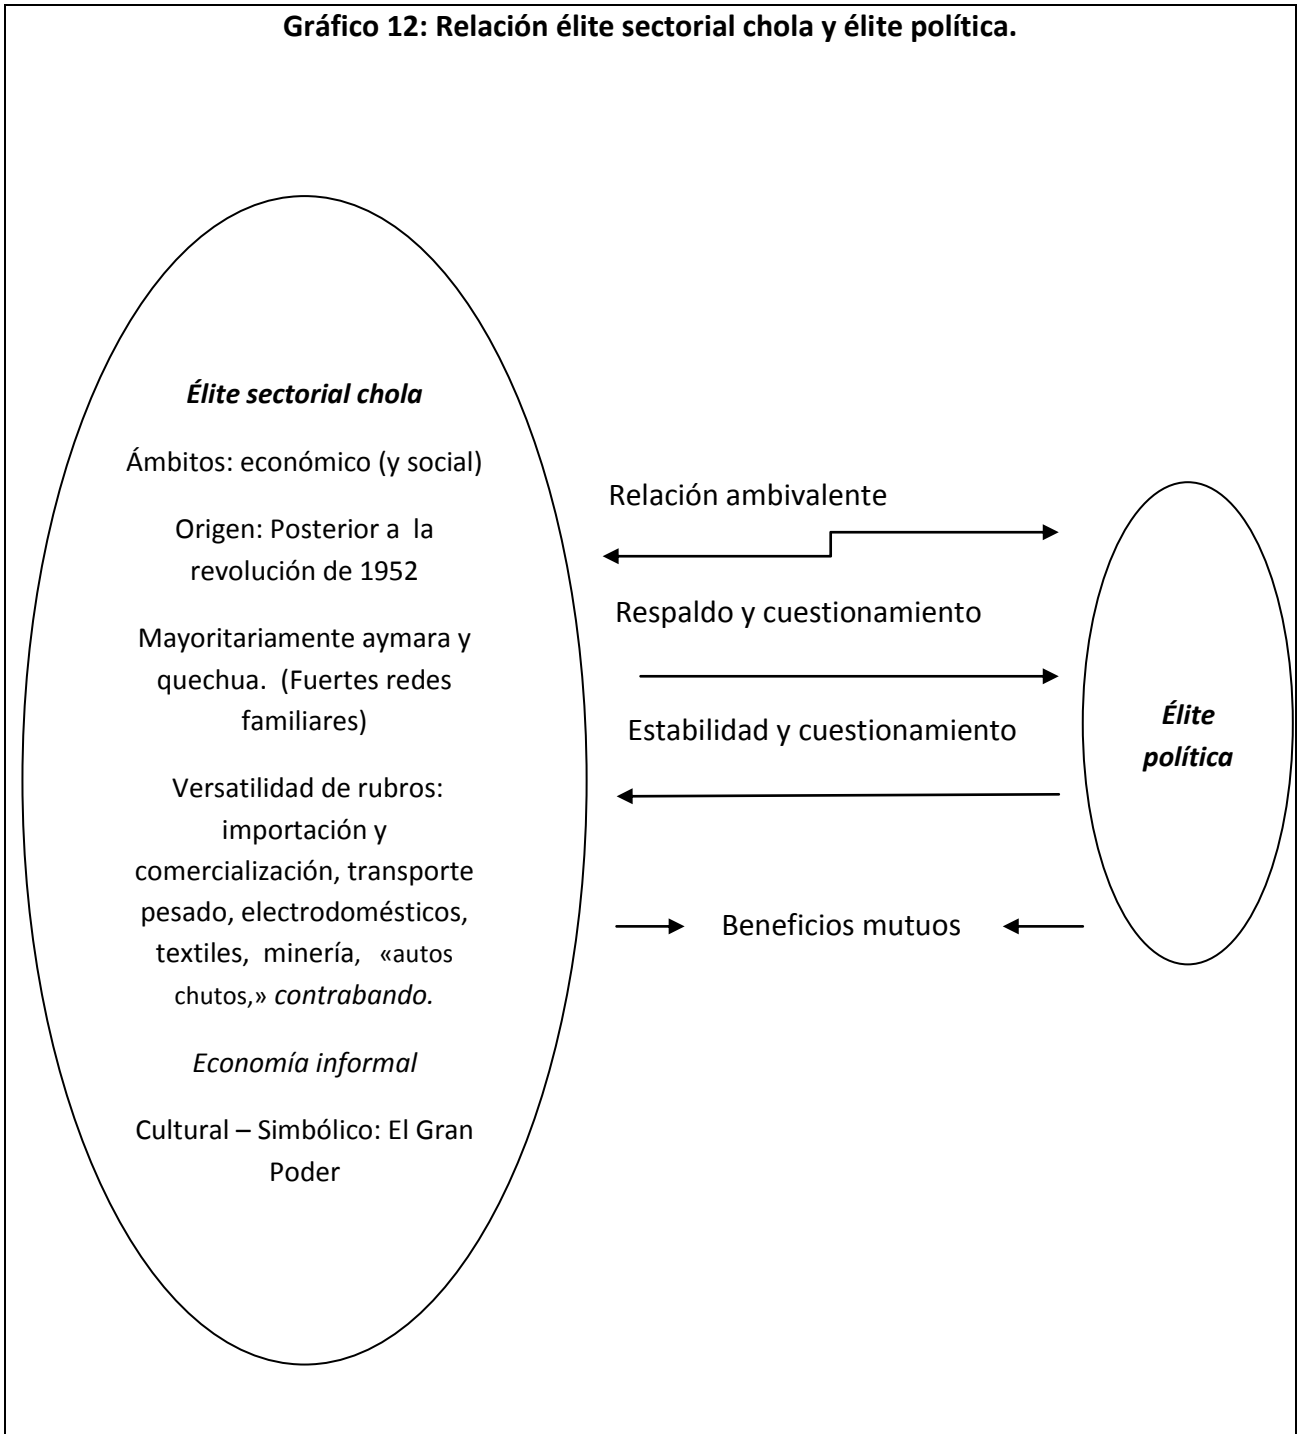 Gráfico 12: Relación élite sectorial chola y élite política.
Élite sectorial chola
Ámbitos: económico (y social)
Origen: Posterior a la
revolución de 1952
Mayoritariamente aymara y
quechua. (Fuertes redes
familiares)
Versatilidad de rubros:
importación y
comercialización, transporte
pesado, electrodomésticos,
textiles, minería, «autos
chutos,» contrabando.
Economía informal
Cultural – Simbólico: El Gran
Poder
Relación ambivalente
Respaldo y cuestionamiento
Estabilidad y cuestionamiento
Beneficios mutuos
Élite
política